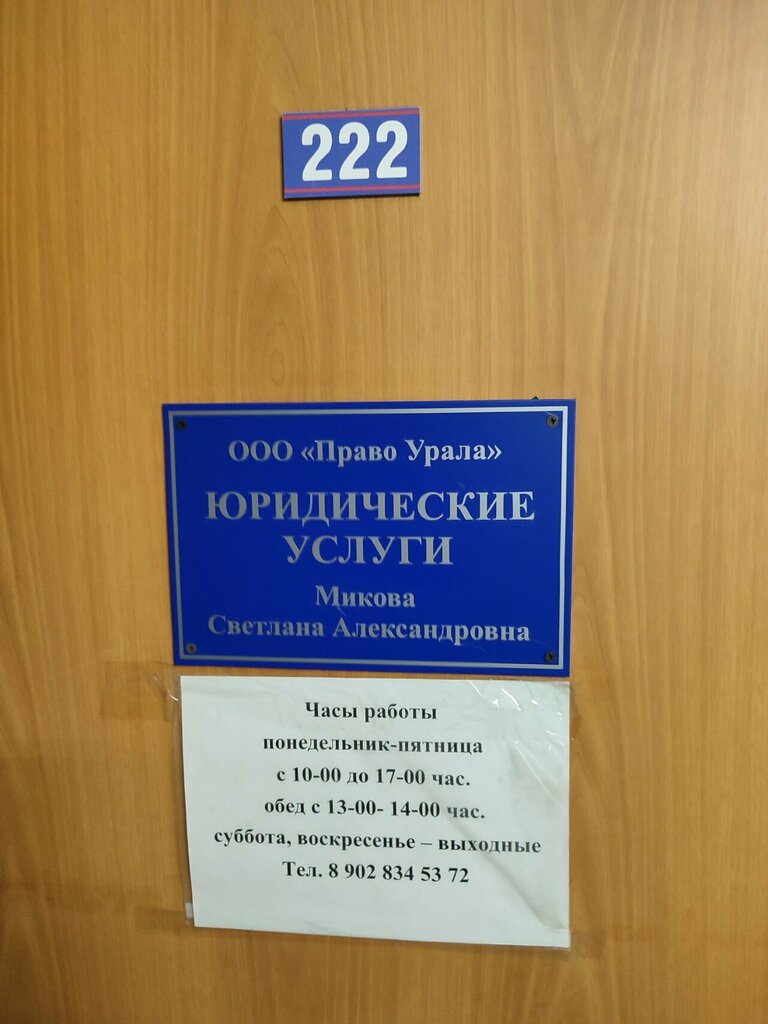 222
ООО «Право Урала»
ЮРИДИЧЕСКИЕ
УСЛУГИ
Микова
Светлана Александровна
Часы работы
понедельник-пятница
с 10-00 до 17-00 час.
обед с 13-00- 14-00 час.
суббота, воскресенье – выходные
Тел. 8 902 834 53 72